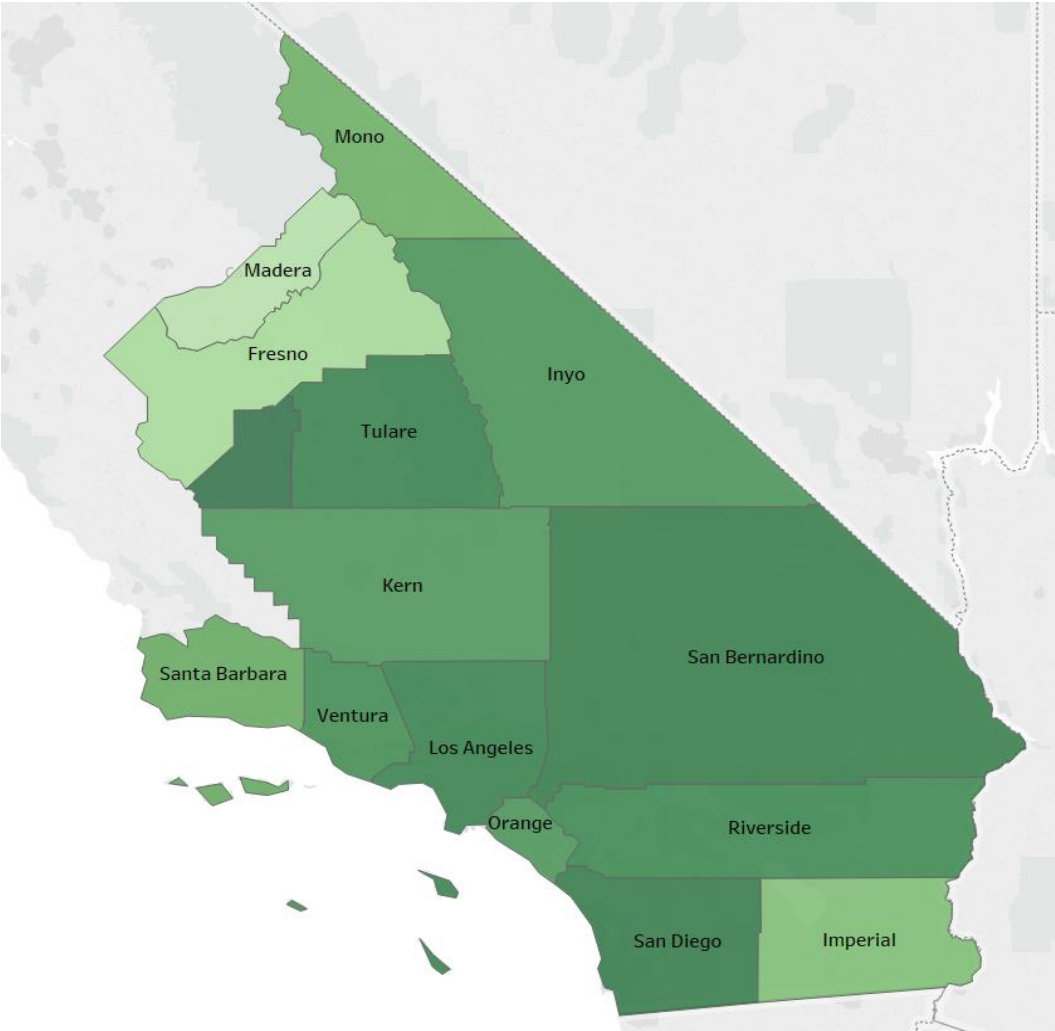 Mono
Madera
Fresno
Inyo
Tulare
Kern
San Bernardino
Santa Barbara
Ventura
Los Angeles
Orange
Riverside
San Diego
Imperial